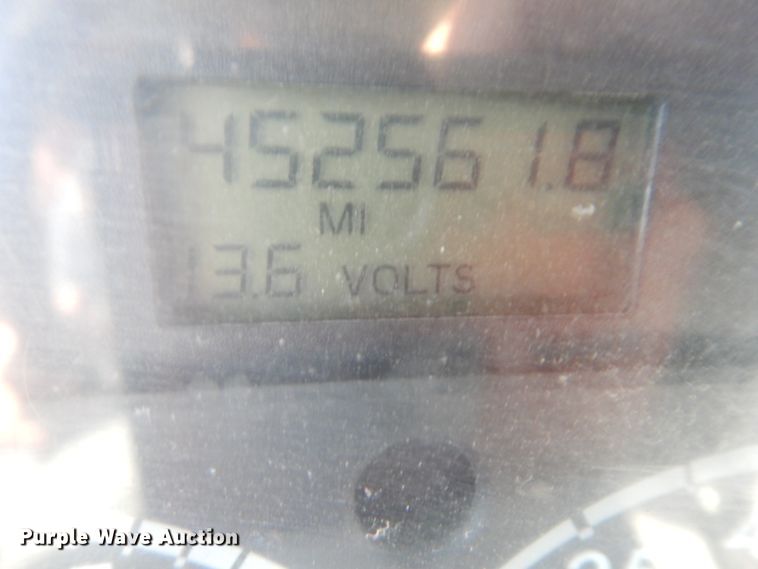 452561.8
MI
13.6 VOLTS
Purple Wave Auction